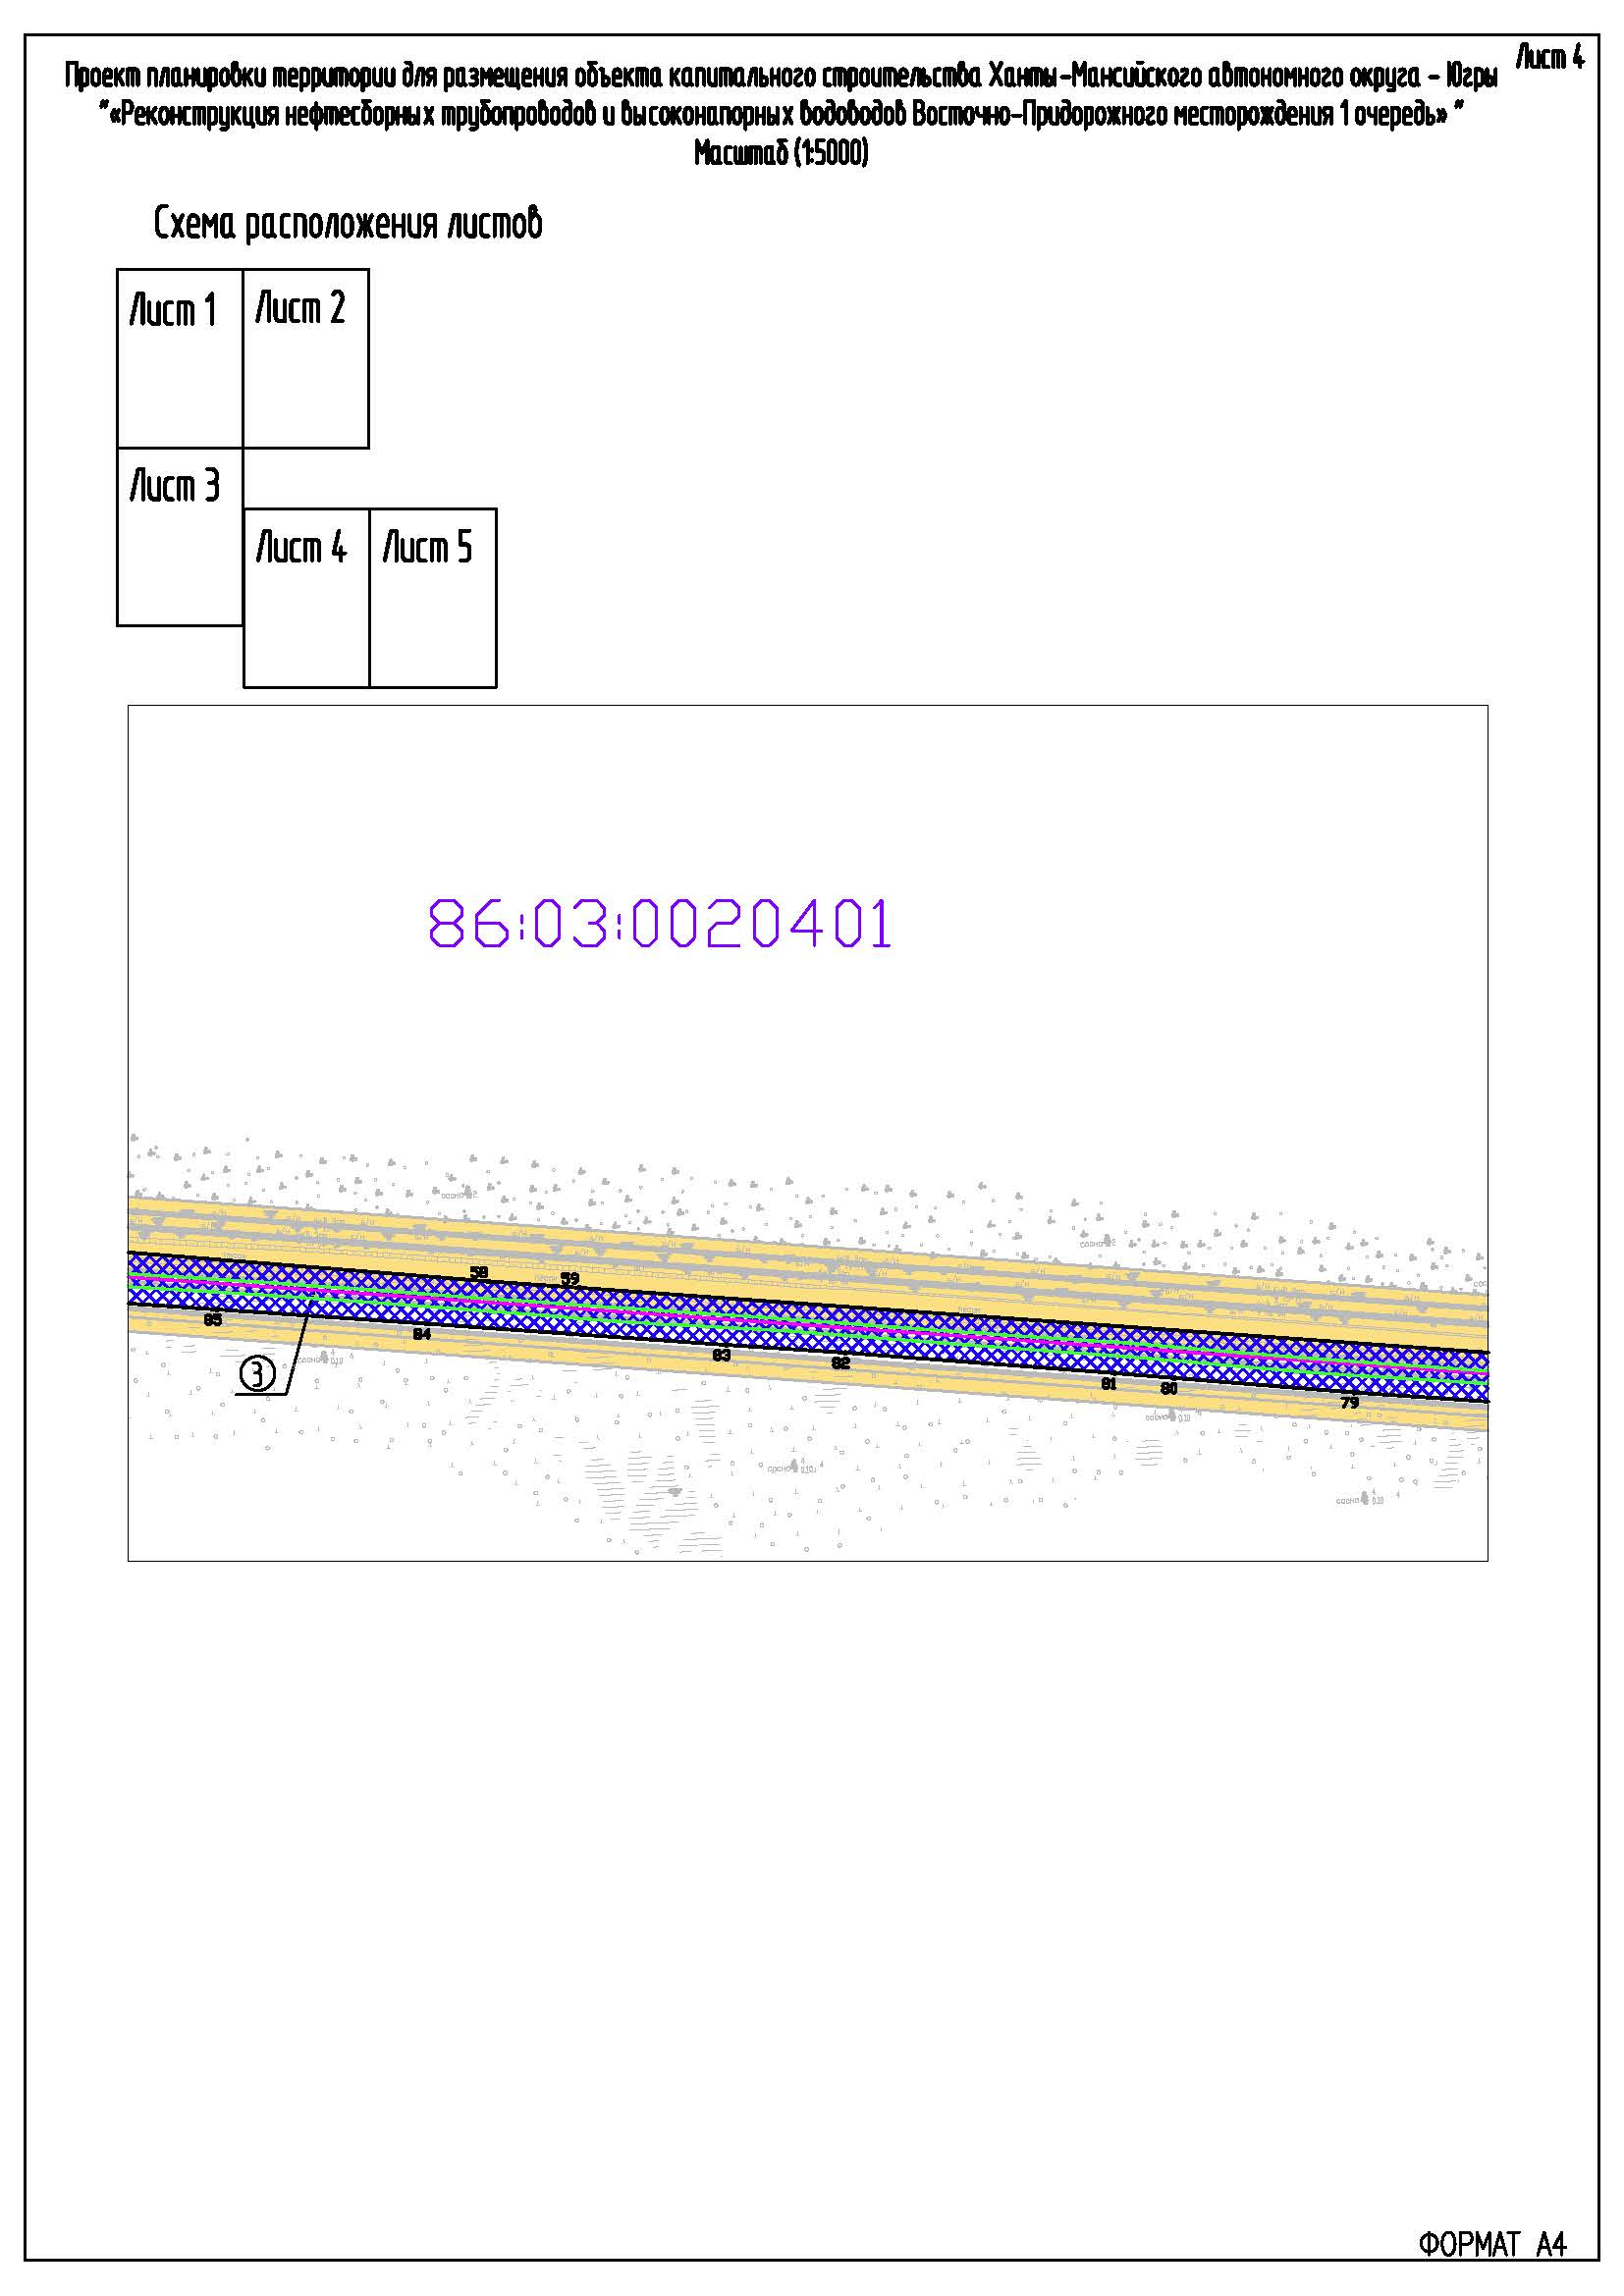 Лист 4
Проект планировки территории для размещения объекта капитального строительства Ханты-Мансийского автономного округа - Югры
"«Реконструкция нефтесборных трубопроводов и высоконапорных водоводов Восточно-Придорожного месторождения 1 очередь» "
Масштаб (1:5000)
Схема расположения листов
Лист 1 Лист 2
Лист 3
Лист 4 Лист 5
86:03:0020401
58 59
85 84 83 82 81 80 79
3
ФОРМАТ А4